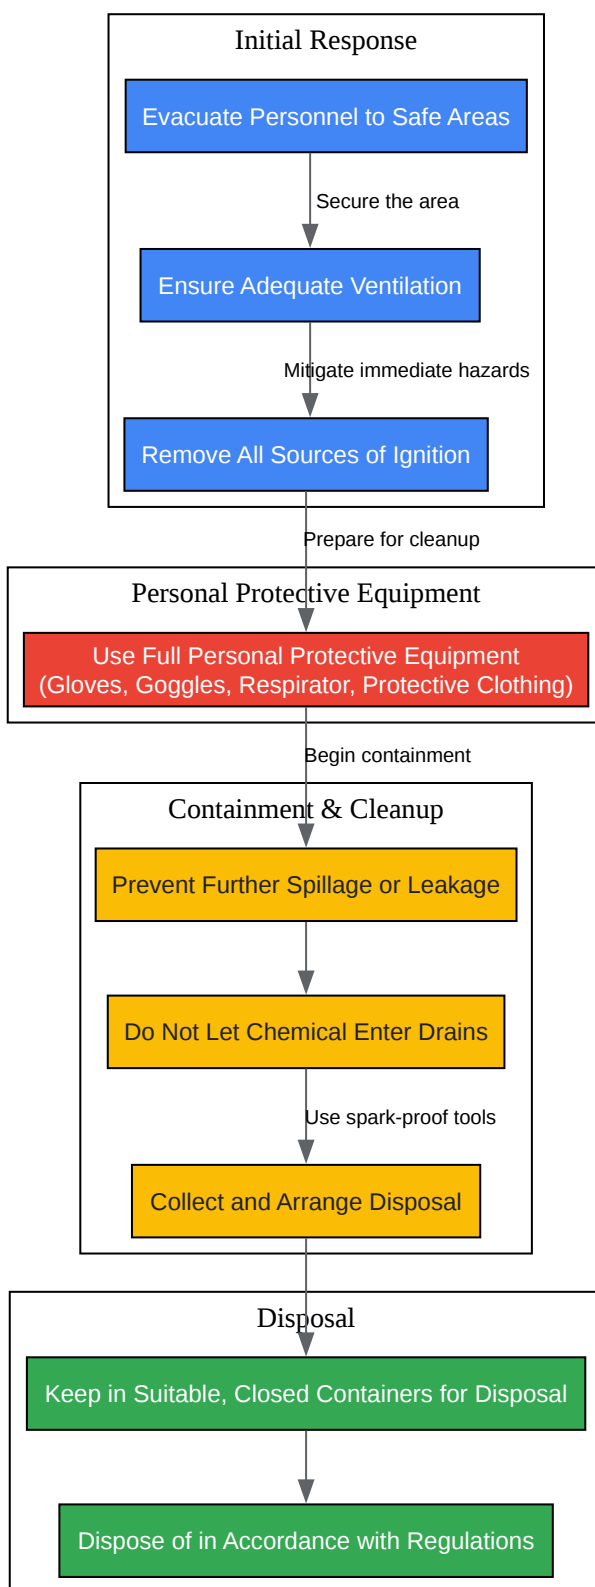 Initial Response
Evacuate Personnel to Safe Areas
Secure the area
Ensure Adequate Ventilation
Mitigate immediate hazards
Remove All Sources of Ignition
Prepare for cleanup
Personal Protective Equipment
Use Full Personal Protective Equipment
(Gloves, Goggles, Respirator, Protective Clothing)
Begin containment
Containment & Cleanup
Prevent Further Spillage or Leakage
Do Not Let Chemical Enter Drains
Use spark-proof tools
Collect and Arrange Disposal
Disposal
Keep in Suitable, Closed Containers for Disposal
Dispose of in Accordance with Regulations